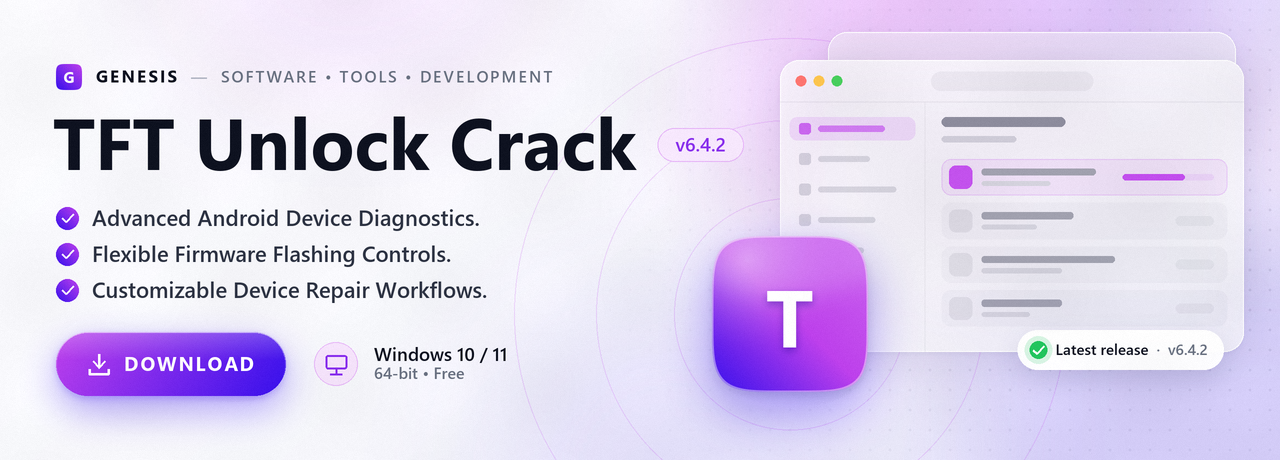 G GENESIS — SOFTWARE • TOOLS • DEVELOPMENT
TFT Unlock Crack v6.4.2
Advanced Android Device Diagnostics.
Flexible Firmware Flashing Controls.
Customizable Device Repair Workflows.
DOWNLOAD
Windows 10 / 11
64-bit • Free
T
Latest release · v6.4.2